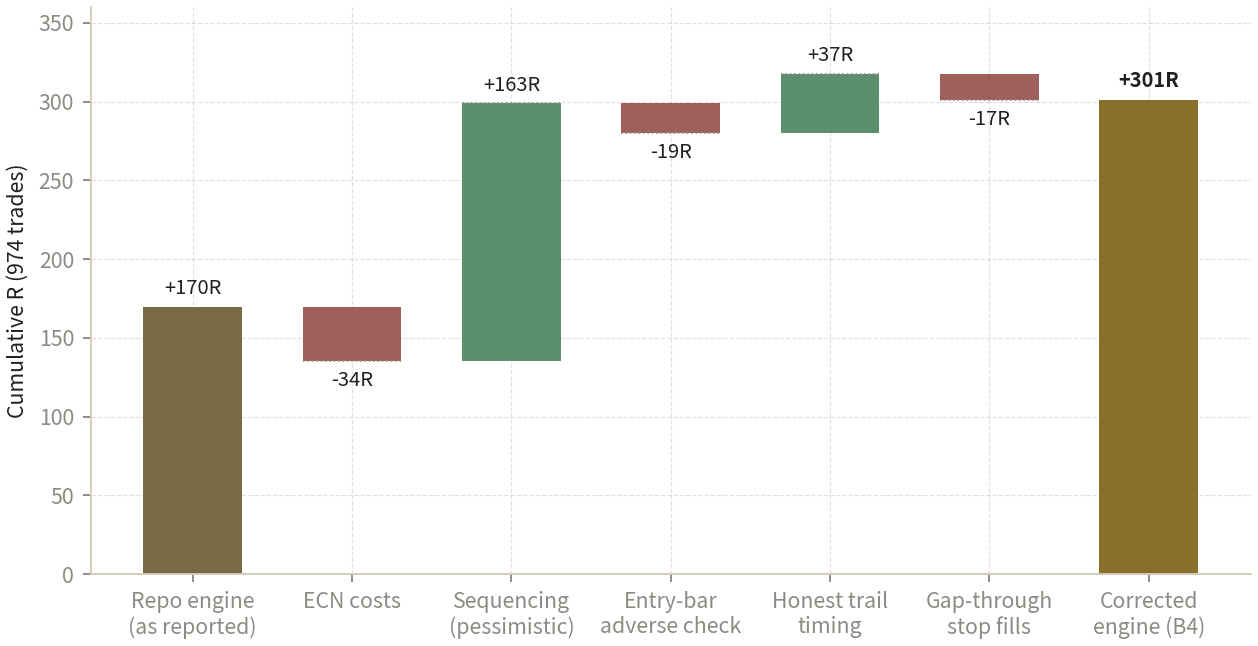 Cumulative R (974 trades)
350
300
250
200
150
100
50
0
+170R
-34R
+163R
-19R
+37R
-17R
+301R
Repo engine
(as reported)
ECN costs
Sequencing
(pessimistic)
Entry-bar
adverse check
Honest trail
timing
Gap-through
stop fills
Corrected
engine (B4)